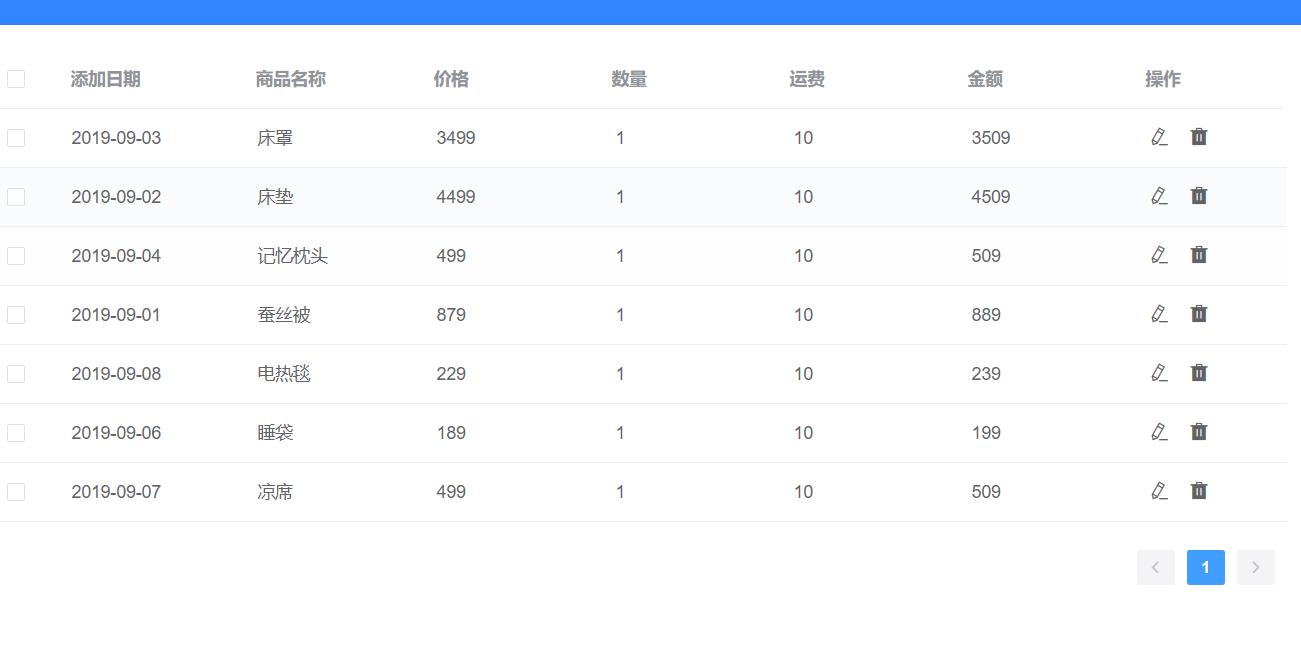 添加日期 商品名称 价格 数量 运费 金额 操作
2019-09-03 床罩 3499 1 10 3509
2019-09-02 床垫 4499 1 10 4509
2019-09-04 记忆枕头 499 1 10 509
2019-09-01 蚕丝被 879 1 10 889
2019-09-08 电热毯 229 1 10 239
2019-09-06 睡袋 189 1 10 199
2019-09-07 凉席 499 1 10 509
1